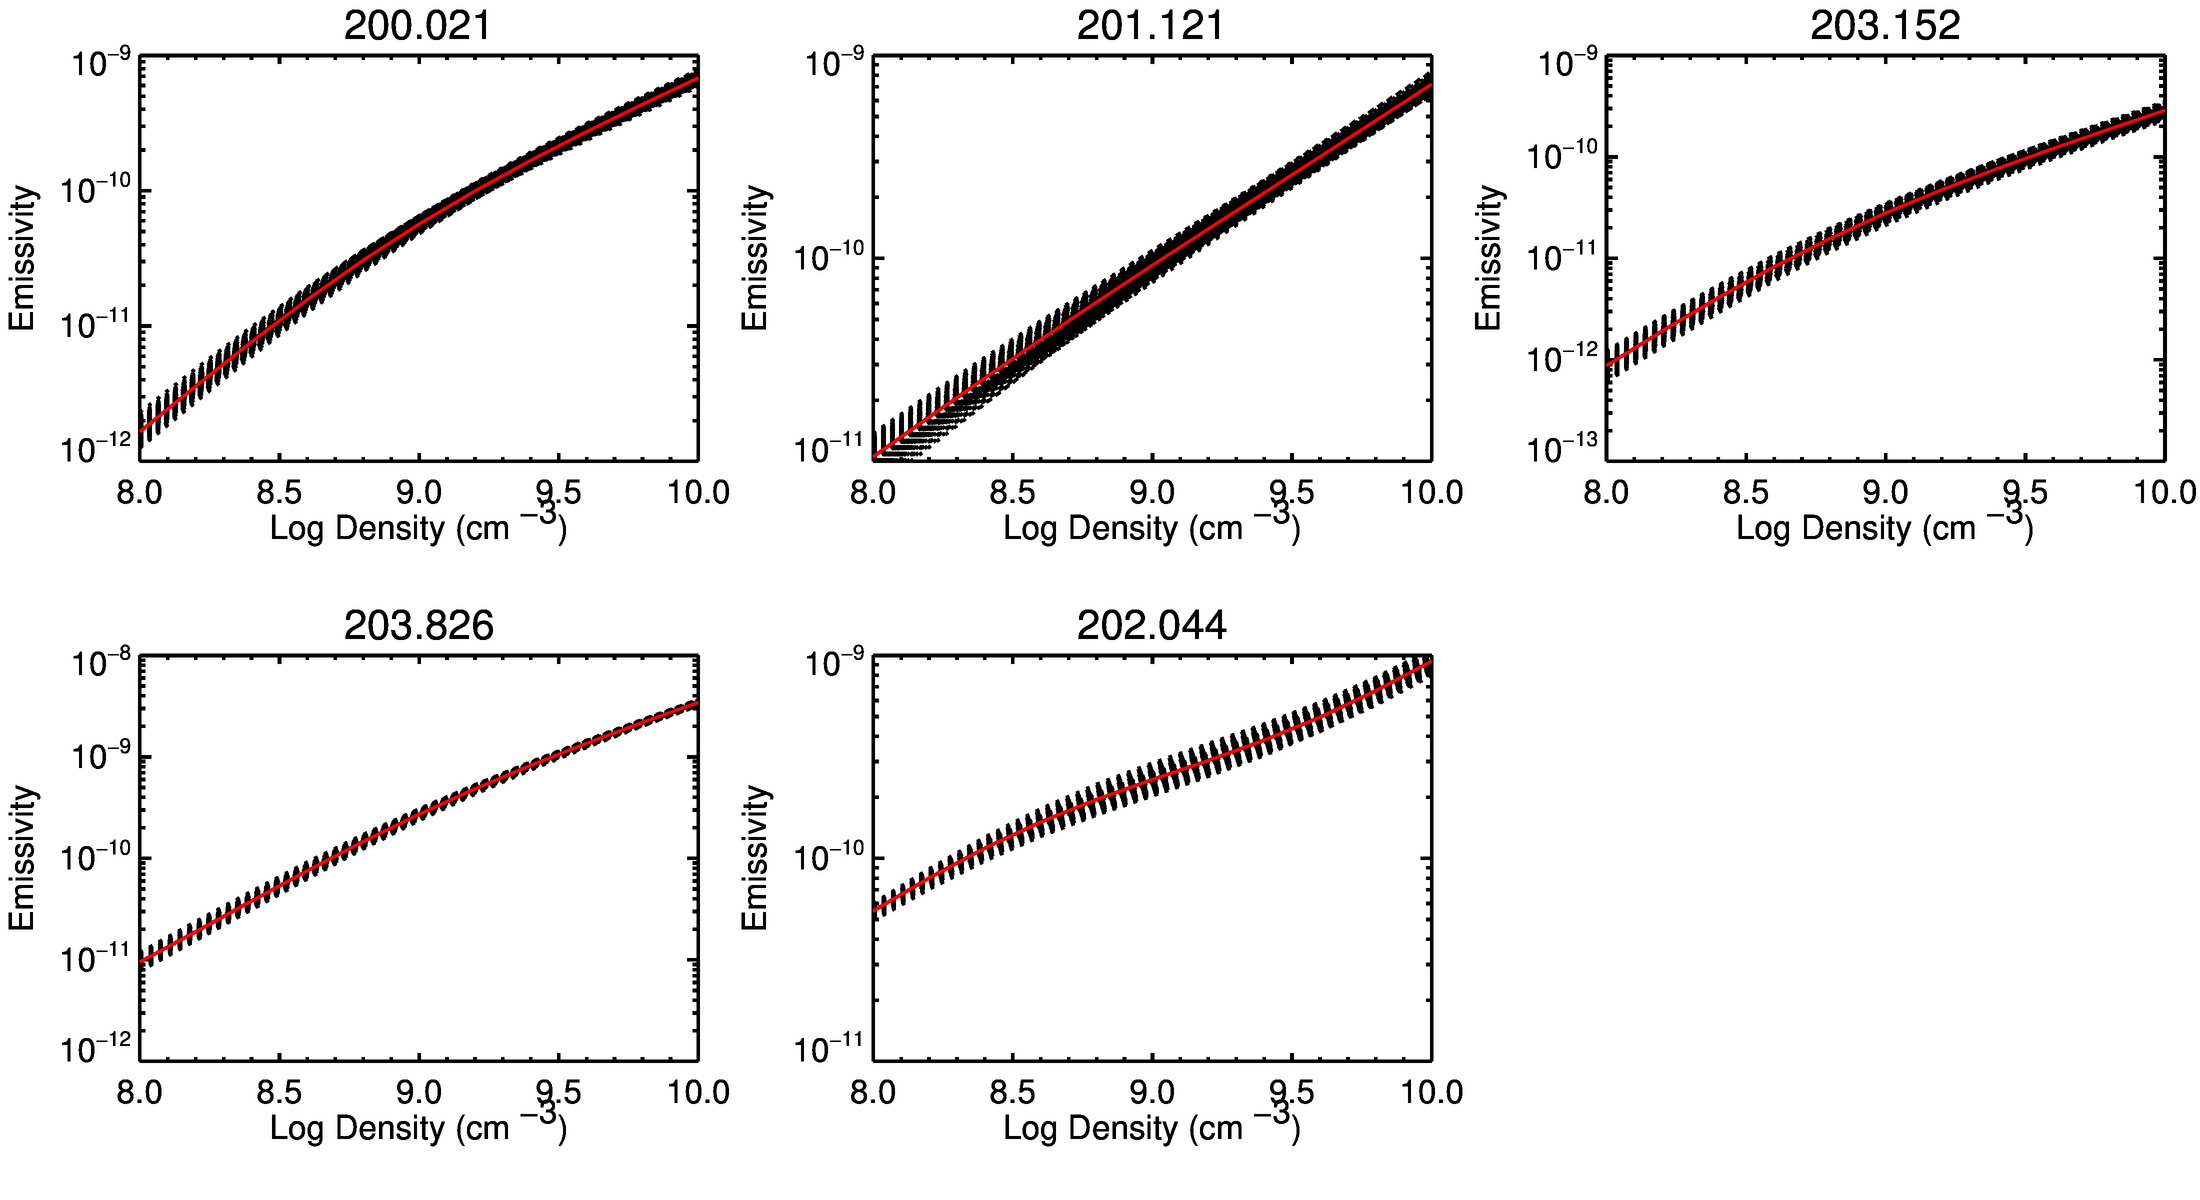 200.021
10⁻⁹
10⁻¹⁰
10⁻¹¹
10⁻¹²
Emissivity
8.0 8.5 9.0 9.5 10.0
Log Density (cm ⁻³)
201.121
10⁻⁹
10⁻¹⁰
10⁻¹¹
Emissivity
8.0 8.5 9.0 9.5 10.0
Log Density (cm ⁻³)
203.152
10⁻⁹
10⁻¹⁰
10⁻¹¹
10⁻¹²
10⁻¹³
Emissivity
8.0 8.5 9.0 9.5 10.0
Log Density (cm ⁻³)
203.826
10⁻⁸
10⁻⁹
10⁻¹⁰
10⁻¹¹
10⁻¹²
Emissivity
8.0 8.5 9.0 9.5 10.0
Log Density (cm ⁻³)
202.044
10⁻⁹
10⁻¹⁰
10⁻¹¹
Emissivity
8.0 8.5 9.0 9.5 10.0
Log Density (cm ⁻³)